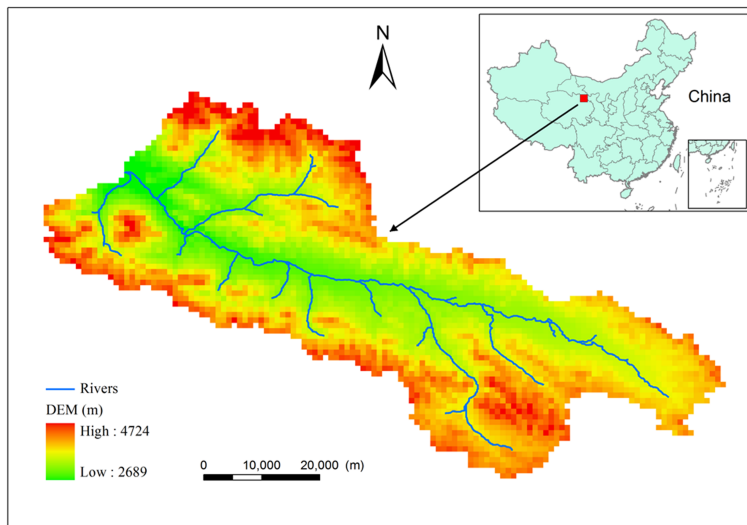 N
China
Rivers
DEM (m)
High : 4724
Low : 2689
0 10,000 20,000 (m)